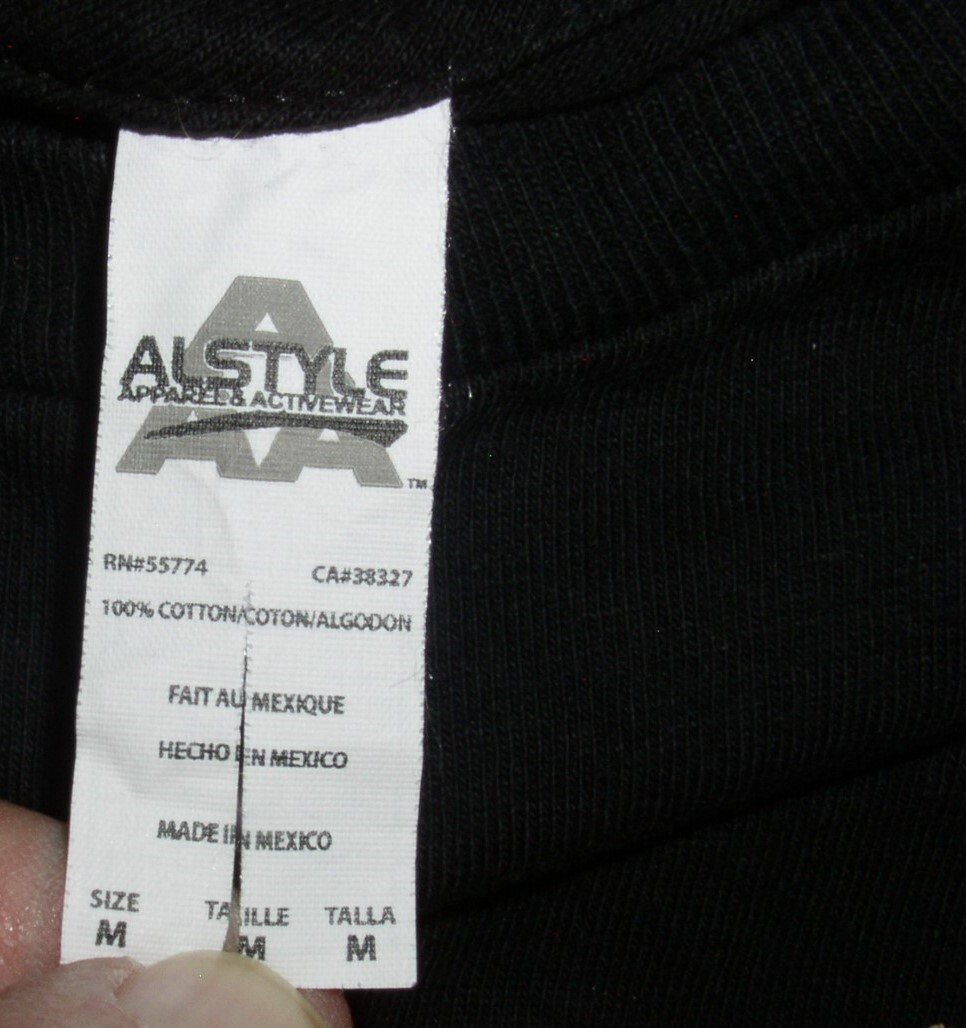 ALSTYLE
APPAREL & ACTIVEWEAR
AAA
TM
RN#55774 CA#38327
100% COTTON/COTON/ALGODON
FAIT AU MEXIQUE
HECHO EN MEXICO
MADE IN MEXICO
SIZE TAILLE TALLA
M M M